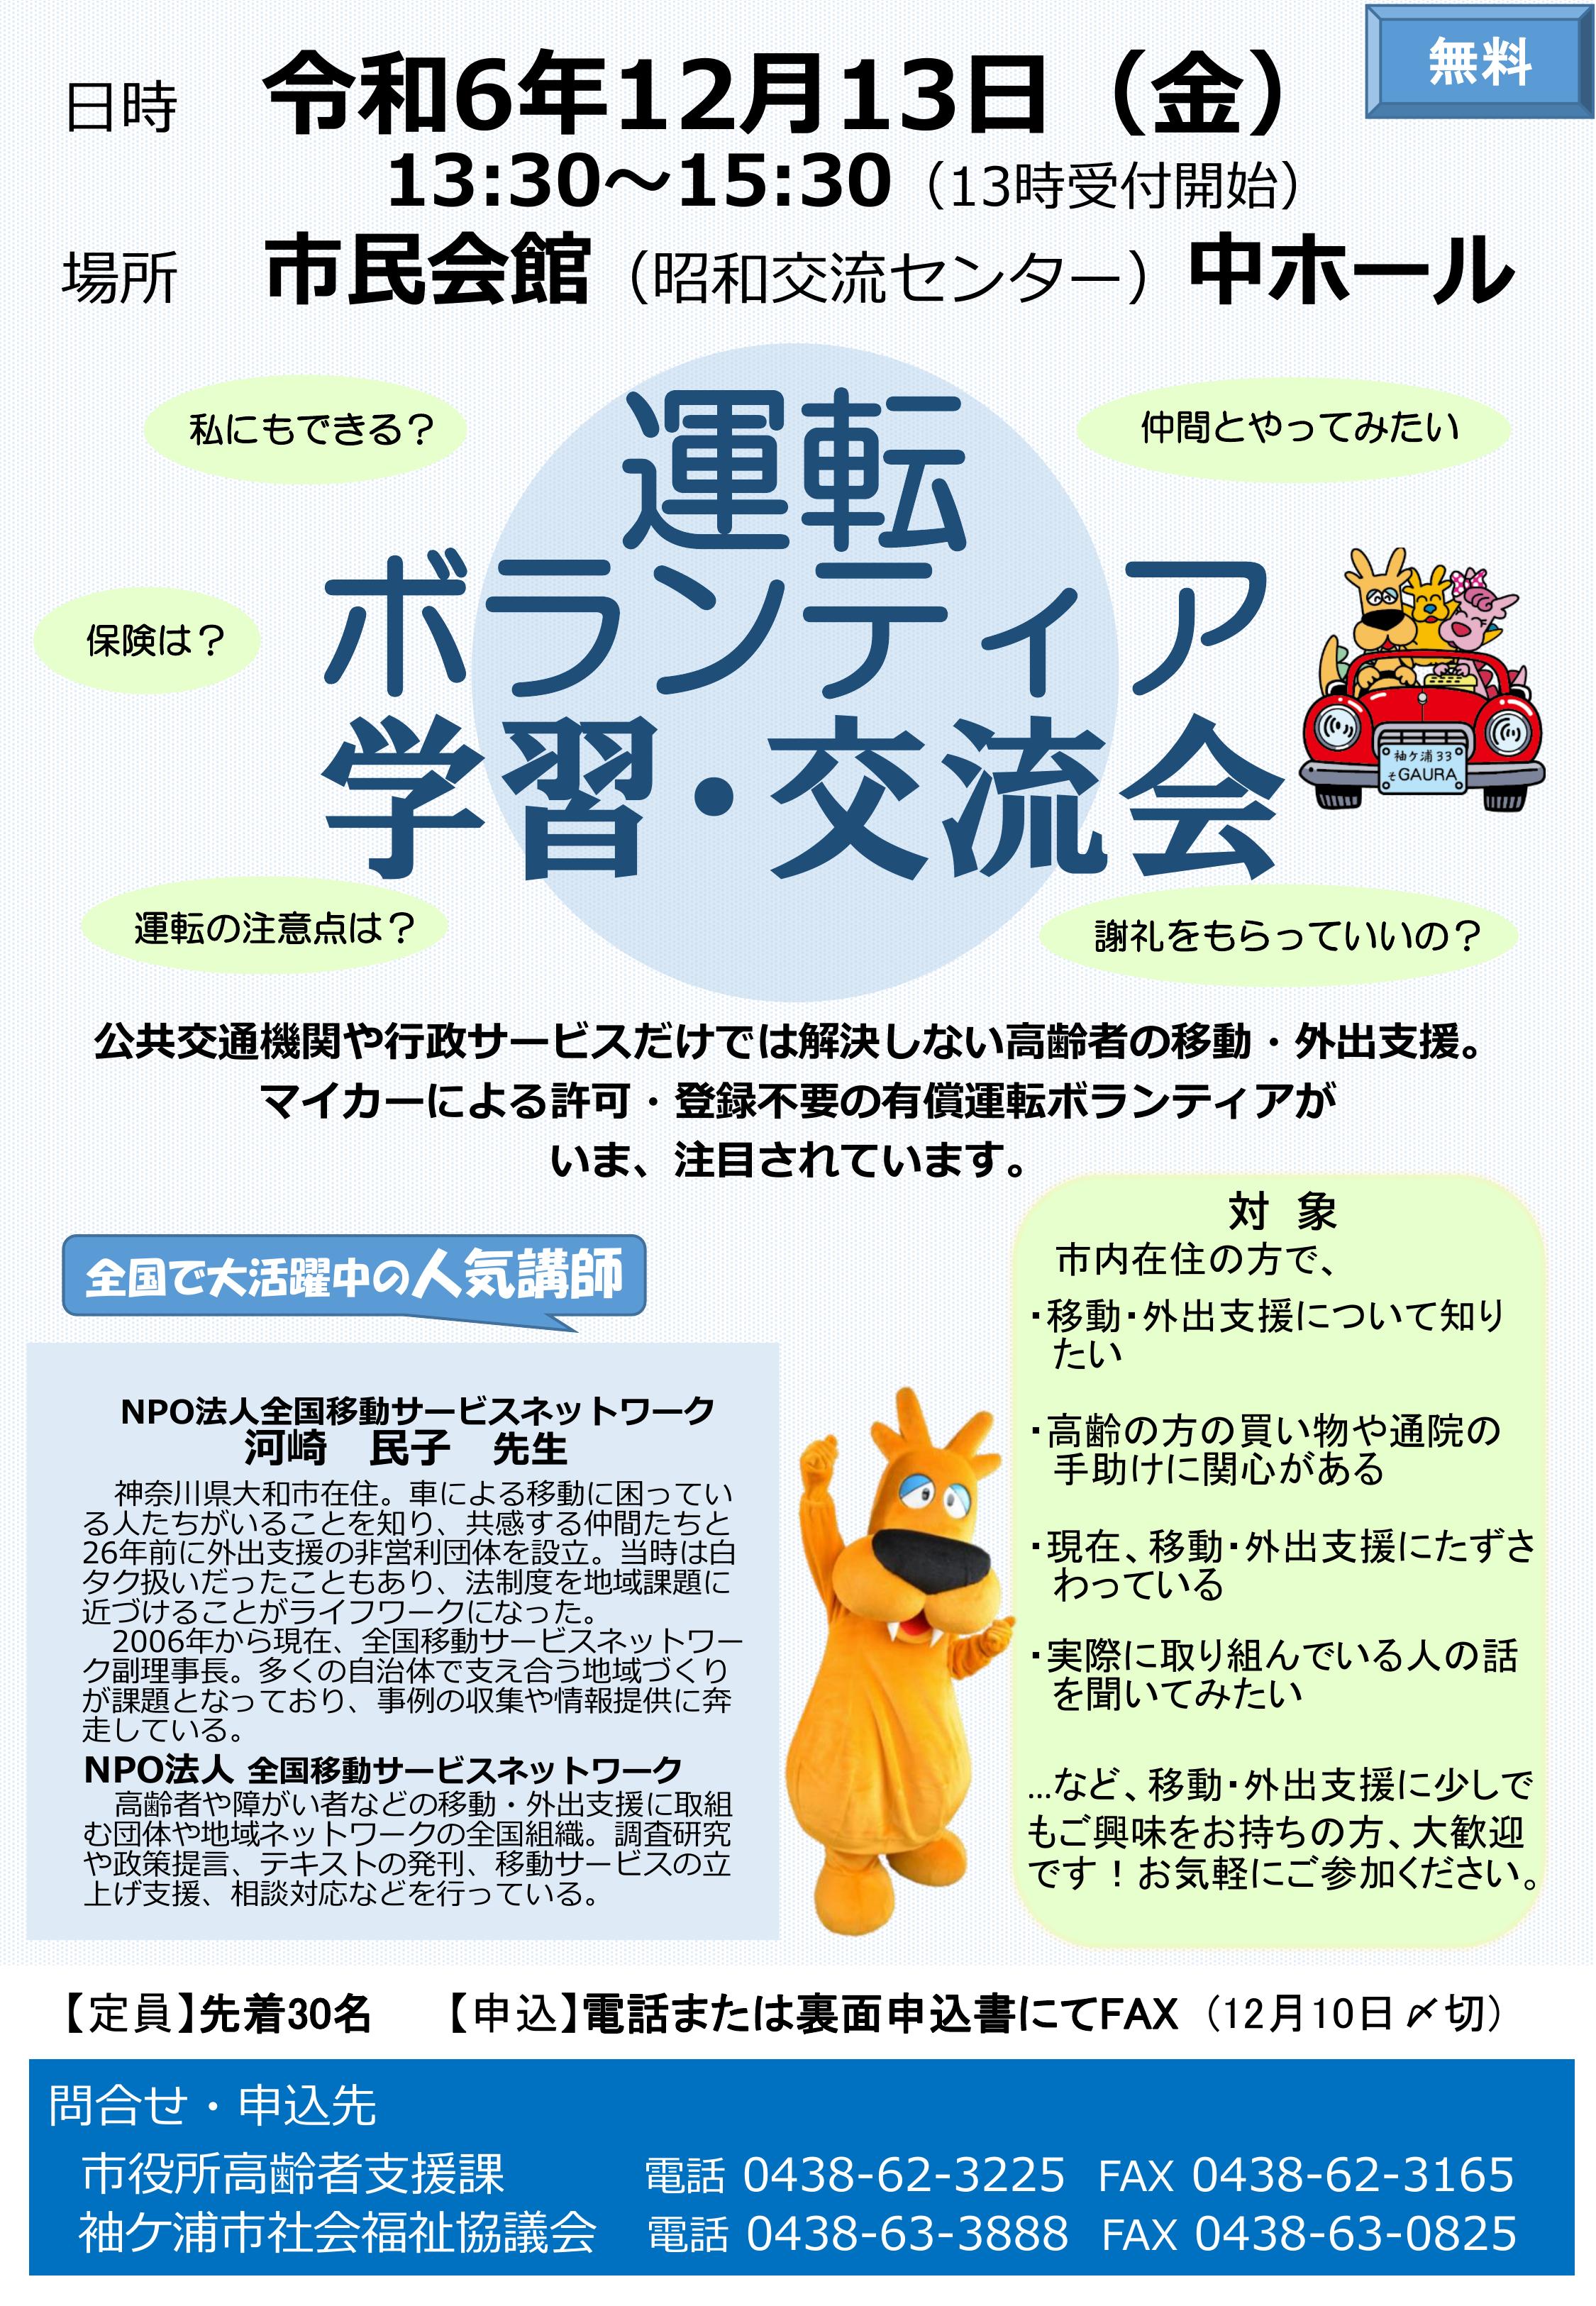 無料
日時　令和6年12月13日（金）
13:30～15:30（13時受付開始）
場所　市民会館（昭和交流センター）中ホール
私にもできる？
仲間とやってみたい
運転
ボランティア
学習・交流会
保険は？
袖ケ浦 33
そGAURA
運転の注意点は？
謝礼をもらっていいの？
公共交通機関や行政サービスだけでは解決しない高齢者の移動・外出支援。
マイカーによる許可・登録不要の有償運転ボランティアが
いま、注目されています。
全国で大活躍中の人気講師
NPO法人全国移動サービスネットワーク
河崎　民子　先生
神奈川県大和市在住。車による移動に困ってい
る人たちがいることを知り、共感する仲間たちと
26年前に外出支援の非営利団体を設立。当時は白
タク扱いだったこともあり、法制度を地域課題に
近づけることがライフワークになった。
2006年から現在、全国移動サービスネットワー
ク副理事長。多くの自治体で支え合う地域づくり
が課題となっており、事例の収集や情報提供に奔
走している。
NPO法人 全国移動サービスネットワーク
高齢者や障がい者などの移動・外出支援に取組
む団体や地域ネットワークの全国組織。調査研究
や政策提言、テキストの発刊、移動サービスの立
上げ支援、相談対応などを行っている。
対 象
市内在住の方で、
・移動・外出支援について知り
たい
・高齢の方の買い物や通院の
手助けに関心がある
・現在、移動・外出支援にたずさ
わっている
・実際に取り組んでいる人の話
を聞いてみたい
…など、移動・外出支援に少しで
もご興味をお持ちの方、大歓迎
です！お気軽にご参加ください。
【定員】先着30名　【申込】電話または裏面申込書にてFAX（12月10日〆切）
問合せ・申込先
市役所高齢者支援課　電話 0438-62-3225 FAX 0438-62-3165
袖ケ浦市社会福祉協議会　電話 0438-63-3888 FAX 0438-63-0825